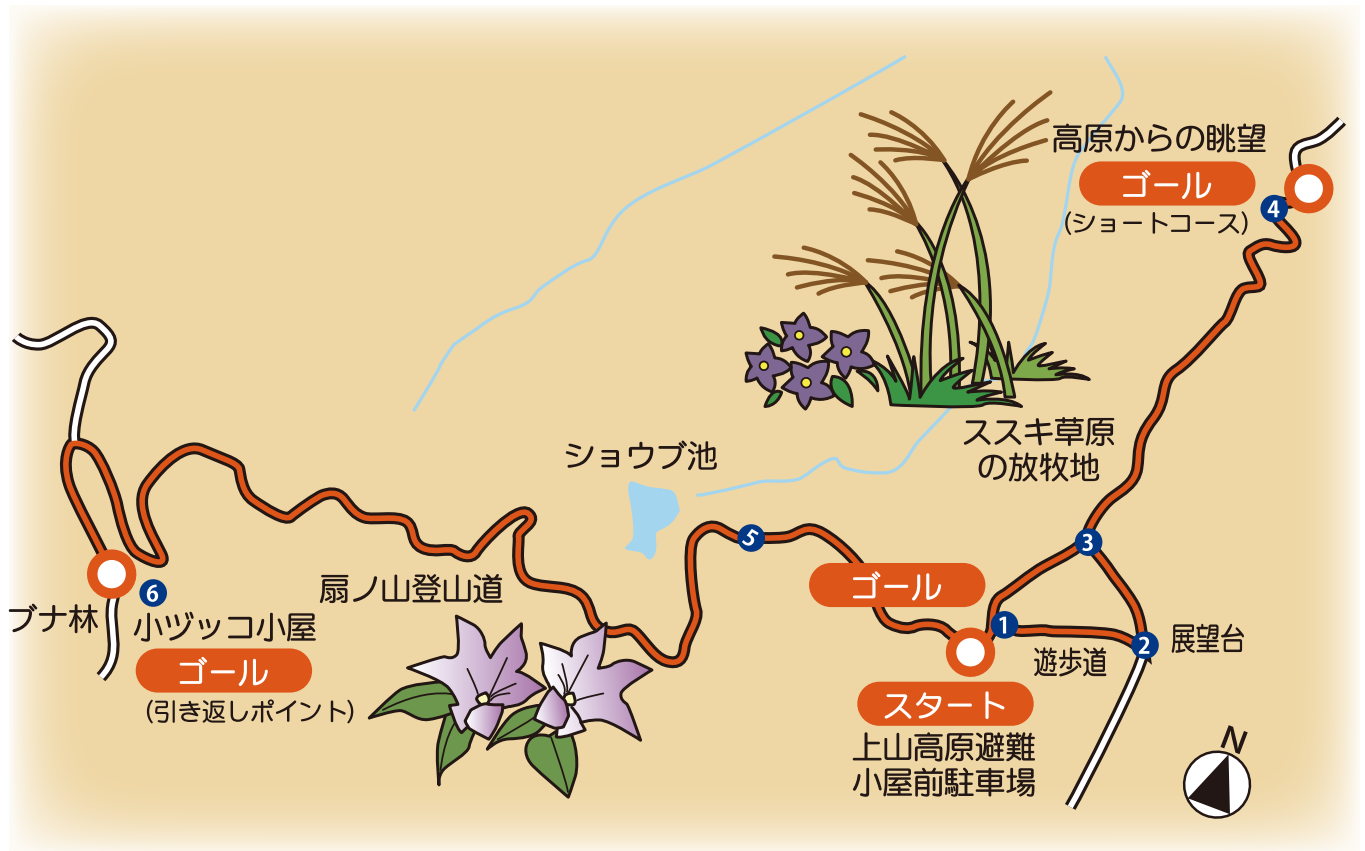 高原からの眺望
ゴール
(ショートコース)
4
ススキ草原
の放牧地
ショウブ池
5
3
扇ノ山登山道
ゴール
6
ブナ林
小ヅッコ小屋
ゴール
(引き返しポイント)
1
2
展望台
遊歩道
スタート
上山高原避難
小屋前駐車場
N